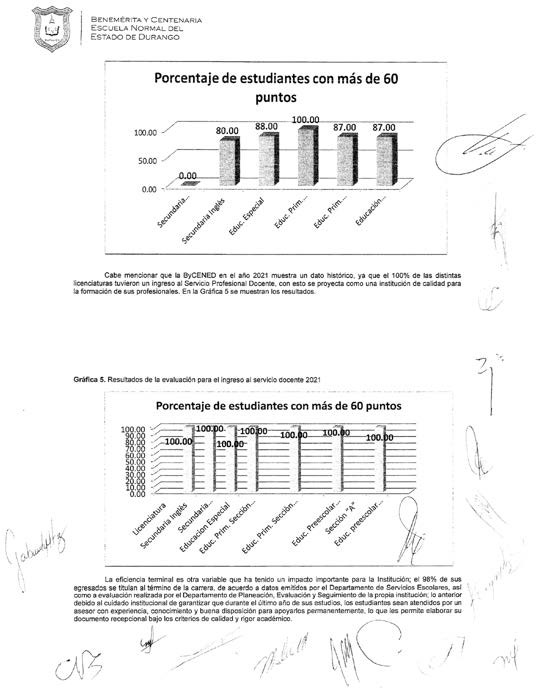 BENEMÉRITA Y CENTENARIA
ESCUELA NORMAL DEL
ESTADO DE DURANGO
Porcentaje de estudiantes con más de 60
puntos
100.00
50.00
0.00
0.00
80.00
88.00
100.00
87.00
87.00
Secundaria...
Secundaria Inglés
Educ. Especial
Educ. Prim....
Educ. Prim....
Educación...
Cabe mencionar que la ByCENED en el año 2021 muestra un dato histórico, ya que el 100% de las distintas
licenciaturas tuvieron un ingreso al Servicio Profesional Docente, con esto se proyecta como una institución de calidad para
la formación de sus profesionales. En la Gráfica 5 se muestran los resultados.
Gráfica 5. Resultados de la evaluación para el ingreso al servicio docente 2021
Porcentaje de estudiantes con más de 60 puntos
100.00
90.00
80.00
70.00
60.00
50.00
40.00
30.00
20.00
10.00
0.00
100.00
100.00
100.00
100.00
100.00
100.00
100.00
Licenciatura
Secundaria Inglés
Secundaria...
Educacion Especial
Educ. Prim. Sección...
Educ. Prim. Sección...
Educ. Preescolar...
Sección "A"
Educ. preescolar...
La eficiencia terminal es otra variable que ha tenido un impacto importante para la Institución; el 98% de sus
egresados se titulan al término de la carrera, de acuerdo a datos emitidos por el Departamento de Servicios Escolares, así
como a evaluación realizada por el Departamento de Planeación, Evaluación y Seguimiento de la propia institución; lo anterior
debido al cuidado institucional de garantizar que durante el último año de sus estudios, los estudiantes sean atendidos por un
asesor con experiencia, conocimiento y buena disposición para apoyarlos permanentemente, lo que les permite elaborar su
documento recepcional bajo los criterios de calidad y rigor académico.